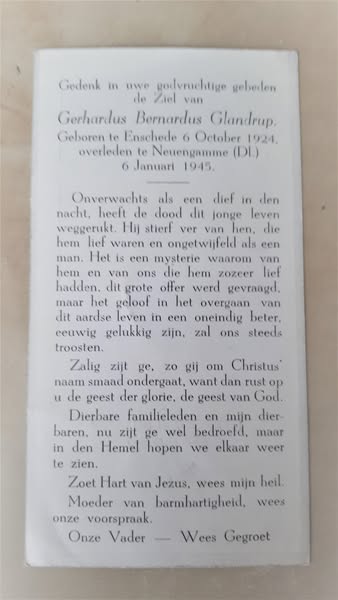 Gedenk in uwe godvruchtige gebeden
de Ziel van
Gerhardus Bernardus Glandrup.
Geboren te Enschede 6 October 1924,
overleden te Neuengamme (Dl.)
6 Januari 1945.
Onverwachts als een dief in den
nacht, heeft de dood dit jonge leven
weggerukt. Hij stierf ver van hen, die
hem lief waren en ongetwijfeld als een
man. Het is een mysterie waarom van
hem en van ons die hem zozeer lief
hadden, dit grote offer werd gevraagd,
maar het geloof in het overgaan van
dit aardse leven in een oneindig beter,
eeuwig gelukkig zijn, zal ons steeds
troosten.
Zalig zijt ge, zo gij om Christus'
naam smaad ondergaat, want dan rust op
u de geest der glorie, de geest van God.
Dierbare familieleden en mijn dier-
baren, nu zijt ge wel bedroefd, maar
in den Hemel hopen we elkaar weer
te zien.
Zoet Hart van Jezus, wees mijn heil.
Moeder van barmhartigheid, wees
onze voorspraak.
Onze Vader — Wees Gegroet